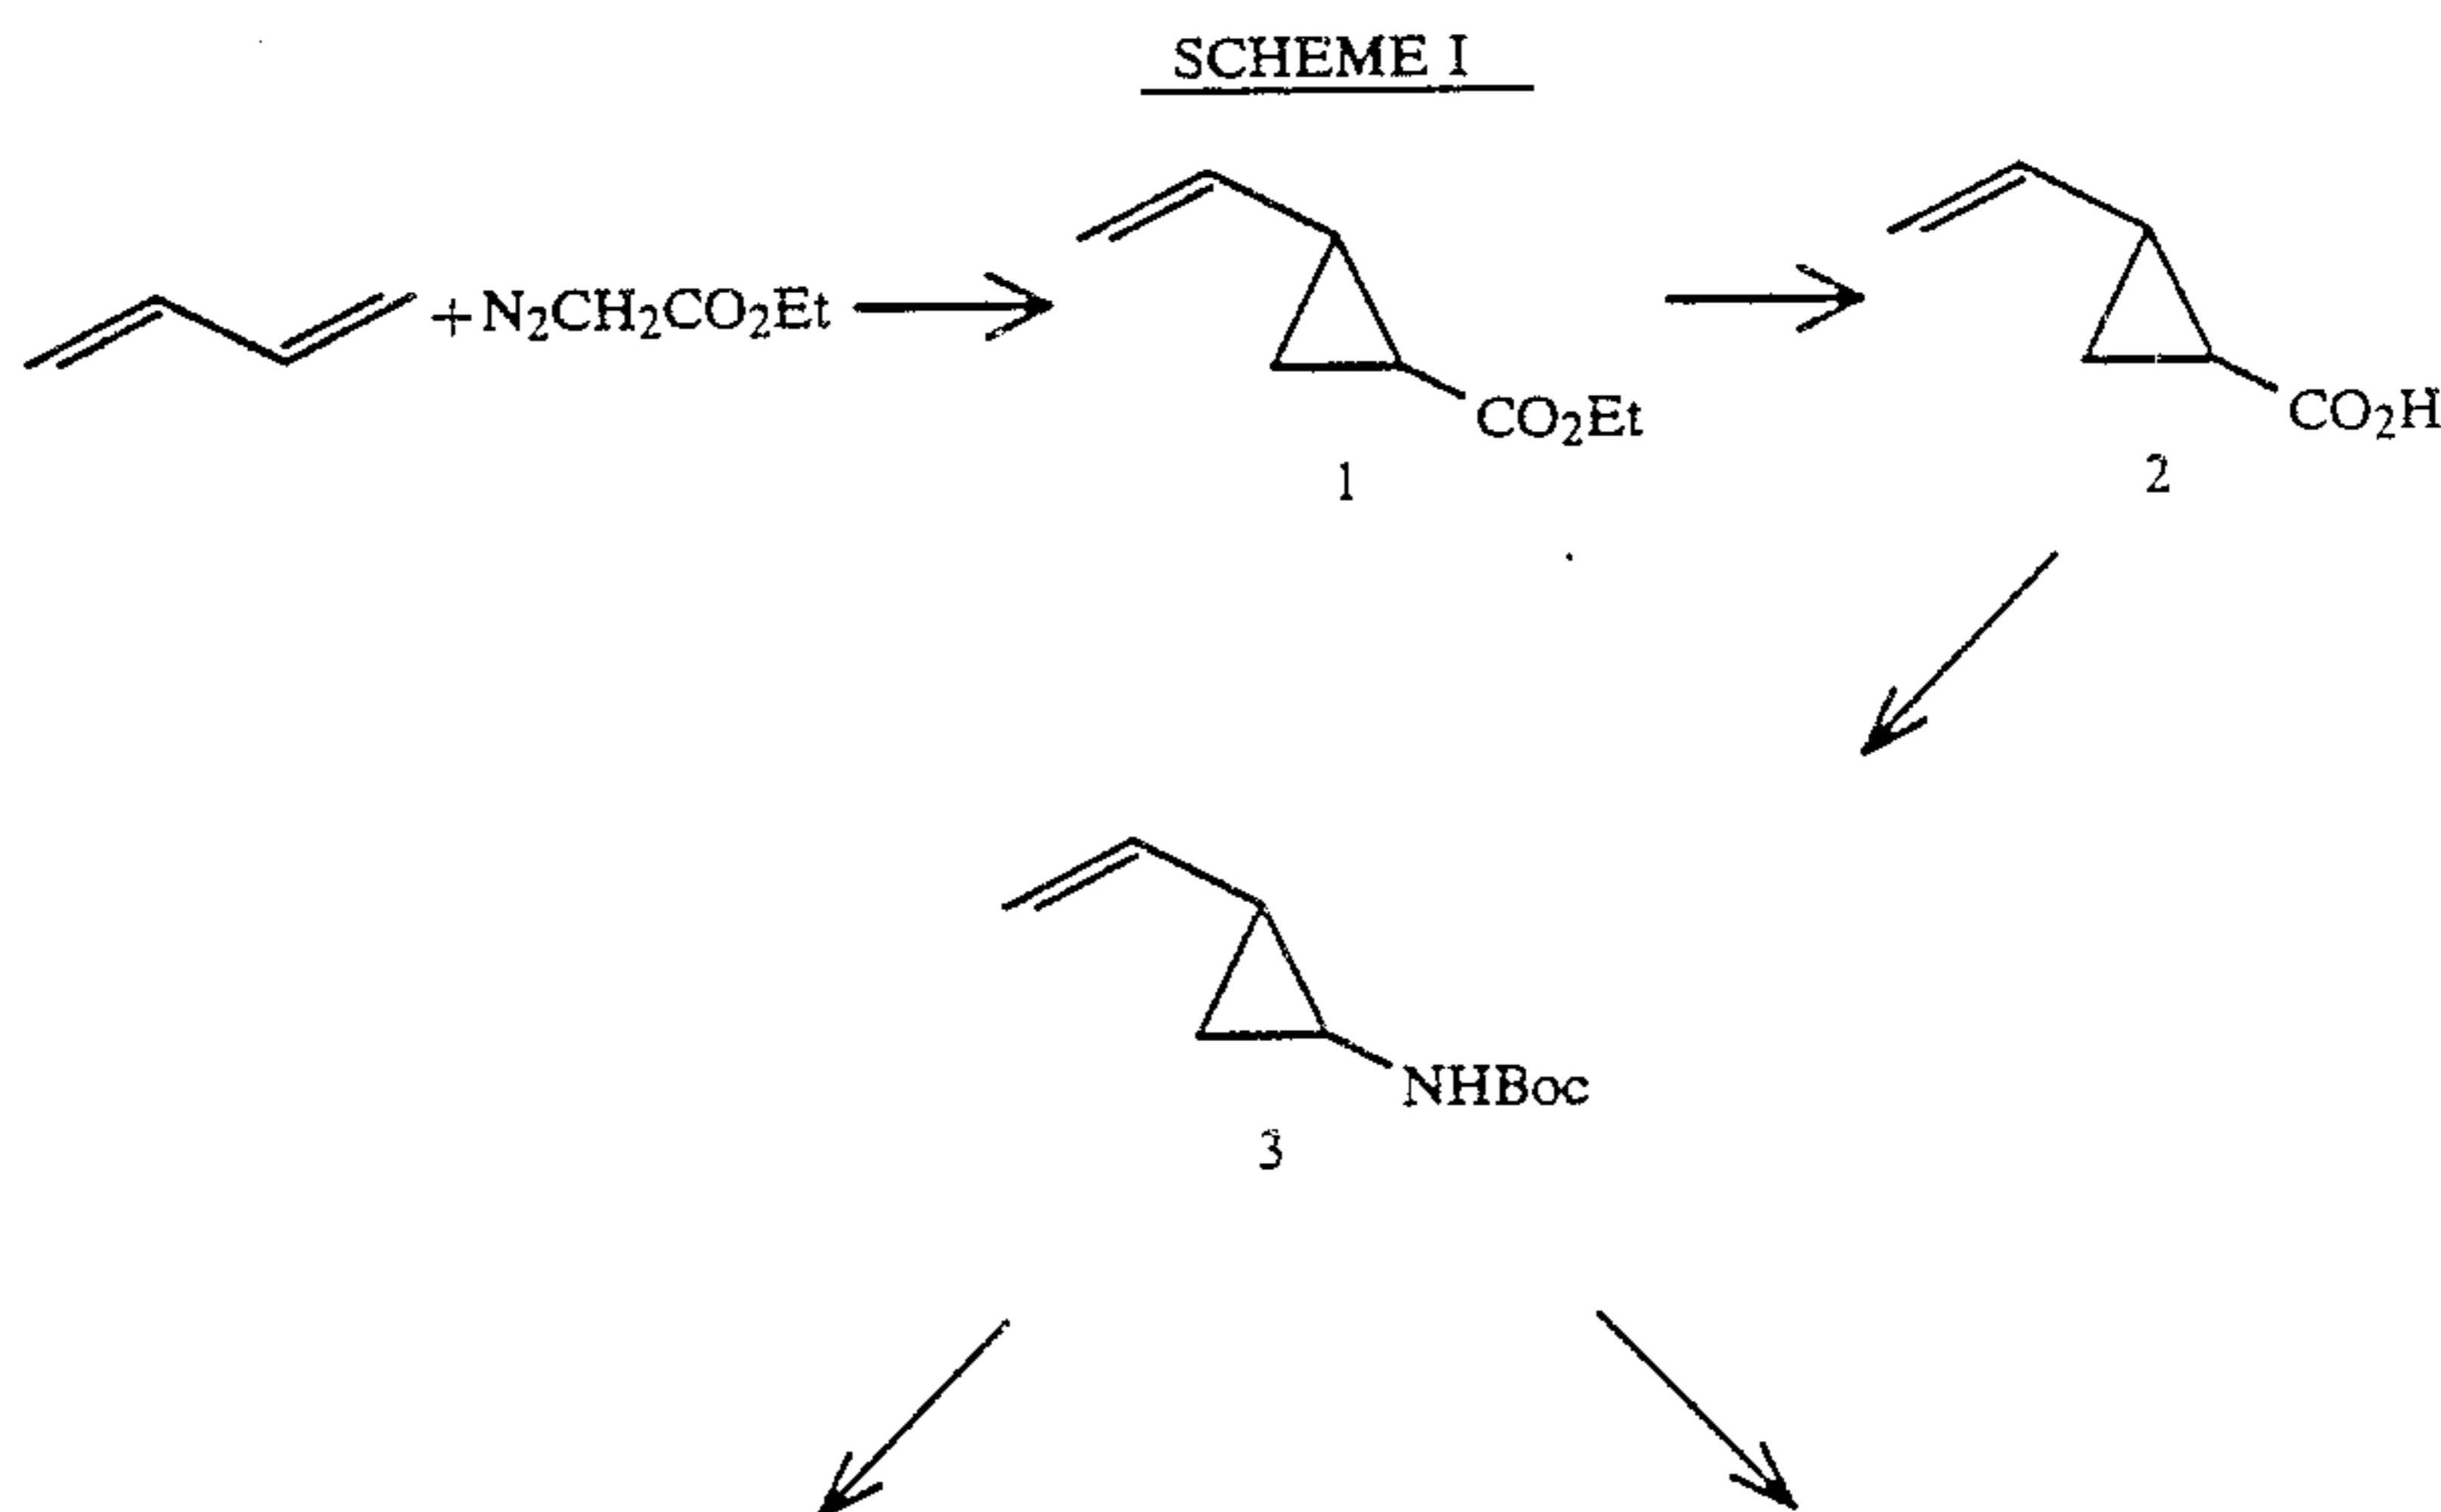 SCHEME I
+ N₂CH₂CO₂Et
CO₂Et
1
CO₂H
2
NHBoc
3